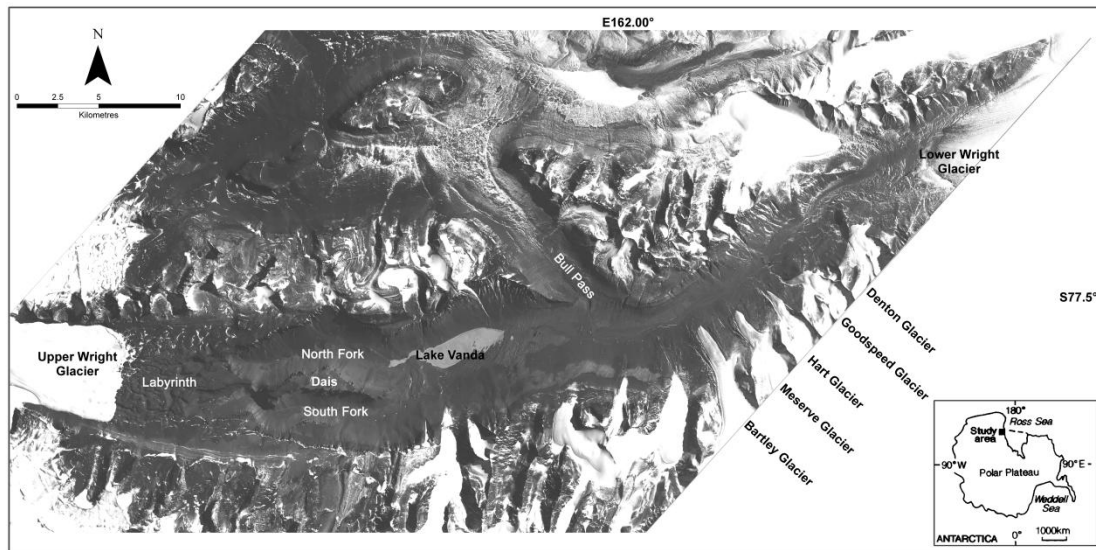 E162.00°
N
0 2.5 5 10
Kilometres
Lower Wright
Glacier
Bull Pass
S77.5°
Denton Glacier
Goodspeed Glacier
Hart Glacier
Meserve Glacier
Bartley Glacier
Upper Wright
Glacier
Labyrinth
North Fork
Lake Vanda
Dais
South Fork
180°
Ross Sea
Study
area
90° W
90° E
Polar Plateau
Weddell
Sea
ANTARCTICA
0°
1000km